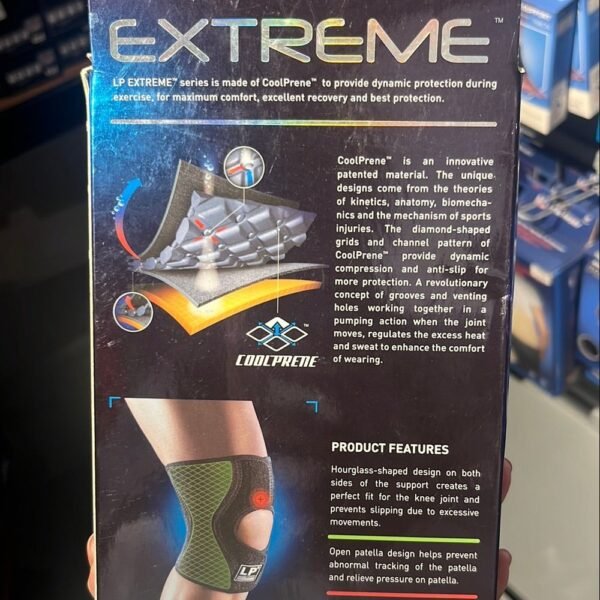 EXTREME™
LP EXTREME™ series is made of CoolPrene™ to provide dynamic protection during
exercise, for maximum comfort, excellent recovery and best protection.
CoolPrene™ is an innovative
patented material. The unique
designs come from the theories
of kinetics, anatomy, biomecha-
nics and the mechanism of sports
injuries. The diamond-shaped
grids and channel pattern of
CoolPrene™ provide dynamic
compression and anti-slip for
more protection. A revolutionary
concept of grooves and venting
holes working together in a
pumping action when the joint
moves, regulates the excess heat
and sweat to enhance the comfort
of wearing.
™
COOLPRENE
PRODUCT FEATURES
Hourglass-shaped design on both
sides of the support creates a
perfect fit for the knee joint and
prevents slipping due to excessive
movements.
Open patella design helps prevent
abnormal tracking of the patella
and relieve pressure on patella.
LP